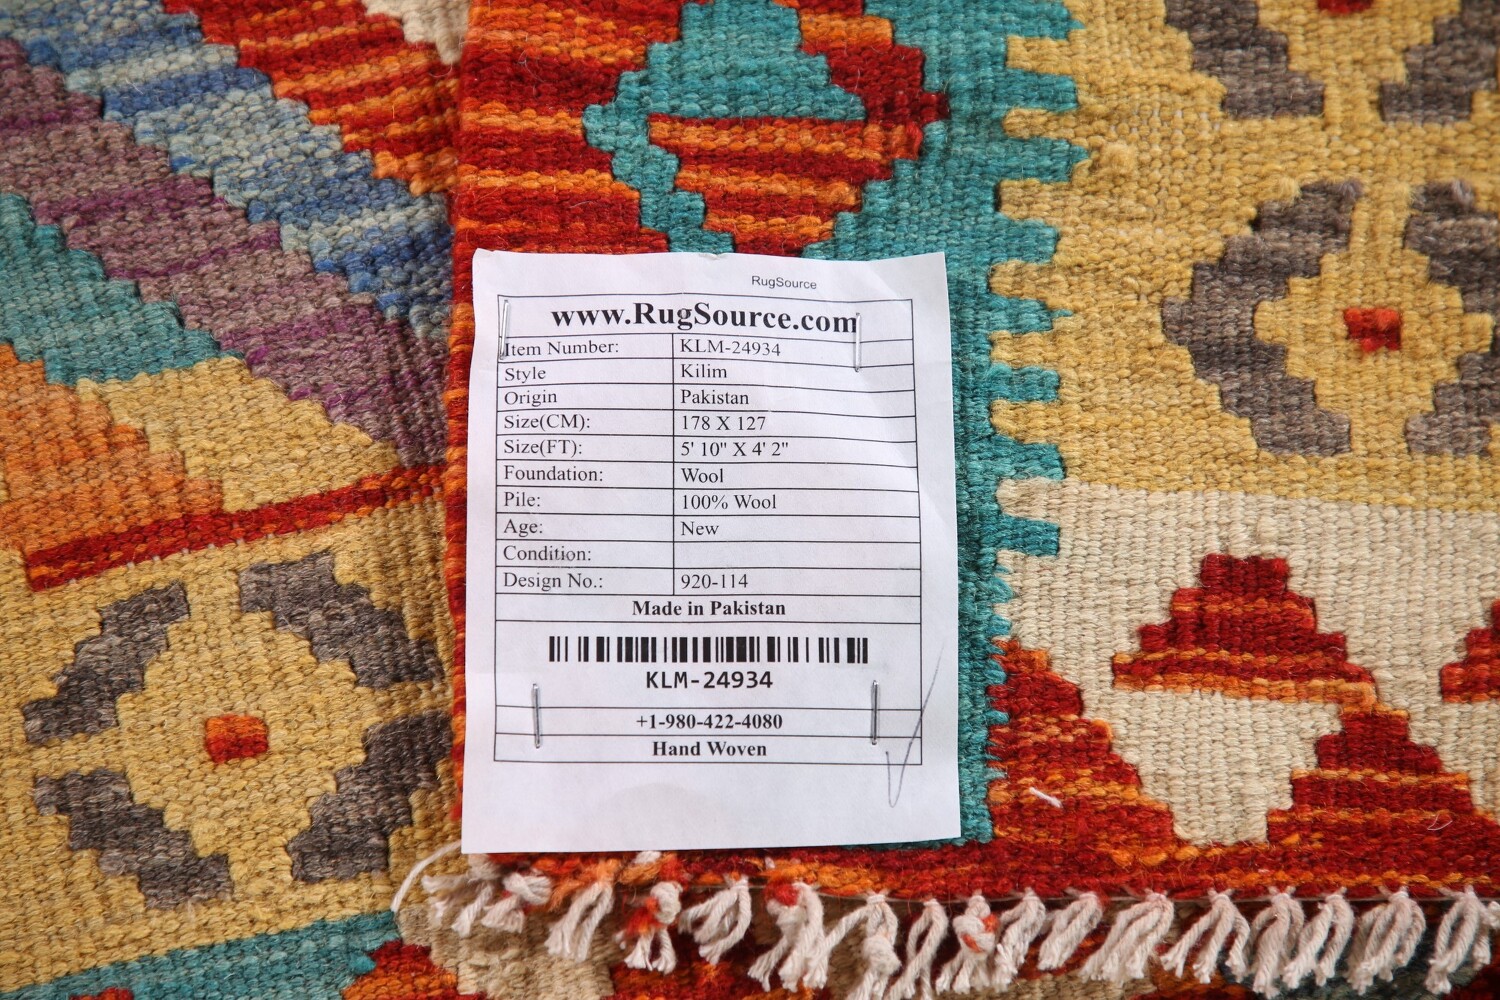 RugSource
www.RugSource.com
Item Number: KLM-24934
Style Kilim
Origin Pakistan
Size(CM): 178 X 127
Size(FT): 5' 10" X 4' 2"
Foundation: Wool
Pile: 100% Wool
Age: New
Condition:
Design No.: 920-114
Made in Pakistan
KLM-24934
+1-980-422-4080
Hand Woven